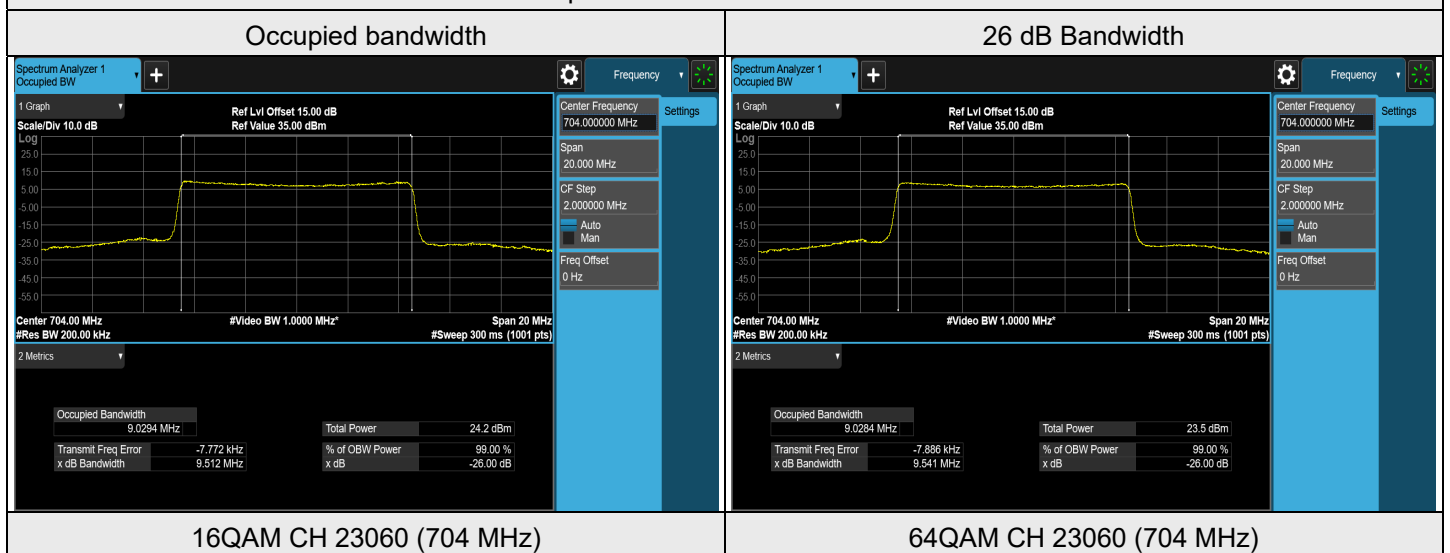 Occupied bandwidth
26 dB Bandwidth
Spectrum Analyzer 1
Occupied BW
+
Frequency
1 Graph
Ref Lvl Offset 15.00 dB
Scale/Div 10.0 dB
Ref Value 35.00 dBm
Log
25.0
15.0
5.00
-5.00
-15.0
-25.0
-35.0
-45.0
-55.0
Center 704.00 MHz
#Video BW 1.0000 MHz*
Span 20 MHz
#Res BW 200.00 kHz
#Sweep 300 ms (1001 pts)
Center Frequency
704.000000 MHz
Settings
Span
20.000 MHz
CF Step
2.000000 MHz
Auto
Man
Freq Offset
0 Hz
2 Metrics
Occupied Bandwidth
9.0294 MHz
Total Power 24.2 dBm
Transmit Freq Error -7.772 kHz
% of OBW Power 99.00 %
x dB Bandwidth 9.512 MHz
x dB -26.00 dB
Spectrum Analyzer 1
Occupied BW
+
Frequency
1 Graph
Ref Lvl Offset 15.00 dB
Scale/Div 10.0 dB
Ref Value 35.00 dBm
Log
25.0
15.0
5.00
-5.00
-15.0
-25.0
-35.0
-45.0
-55.0
Center 704.00 MHz
#Video BW 1.0000 MHz*
Span 20 MHz
#Res BW 200.00 kHz
#Sweep 300 ms (1001 pts)
Center Frequency
704.000000 MHz
Settings
Span
20.000 MHz
CF Step
2.000000 MHz
Auto
Man
Freq Offset
0 Hz
2 Metrics
Occupied Bandwidth
9.0284 MHz
Total Power 23.5 dBm
Transmit Freq Error -7.886 kHz
% of OBW Power 99.00 %
x dB Bandwidth 9.541 MHz
x dB -26.00 dB
16QAM CH 23060 (704 MHz)
64QAM CH 23060 (704 MHz)